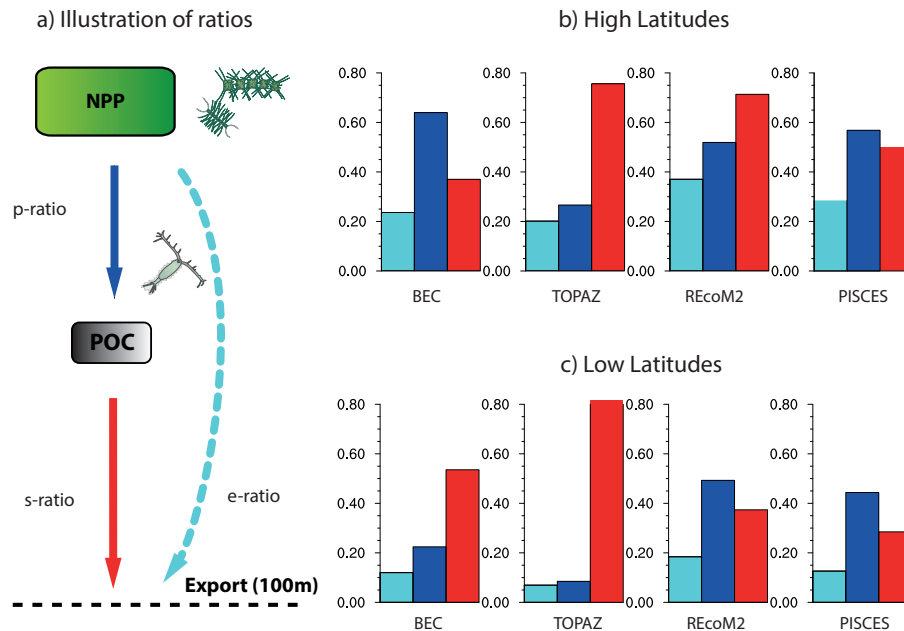 a) Illustration of ratios
NPP
p-ratio
POC
s-ratio
e-ratio
Export (100m)
b) High Latitudes
0.80
0.60
0.40
0.20
0.00
BEC
0.80
0.60
0.40
0.20
0.00
TOPAZ
0.80
0.60
0.40
0.20
0.00
REcoM2
0.80
0.60
0.40
0.20
0.00
PISCES
c) Low Latitudes
0.80
0.60
0.40
0.20
0.00
BEC
0.80
0.60
0.40
0.20
0.00
TOPAZ
0.80
0.60
0.40
0.20
0.00
REcoM2
0.80
0.60
0.40
0.20
0.00
PISCES